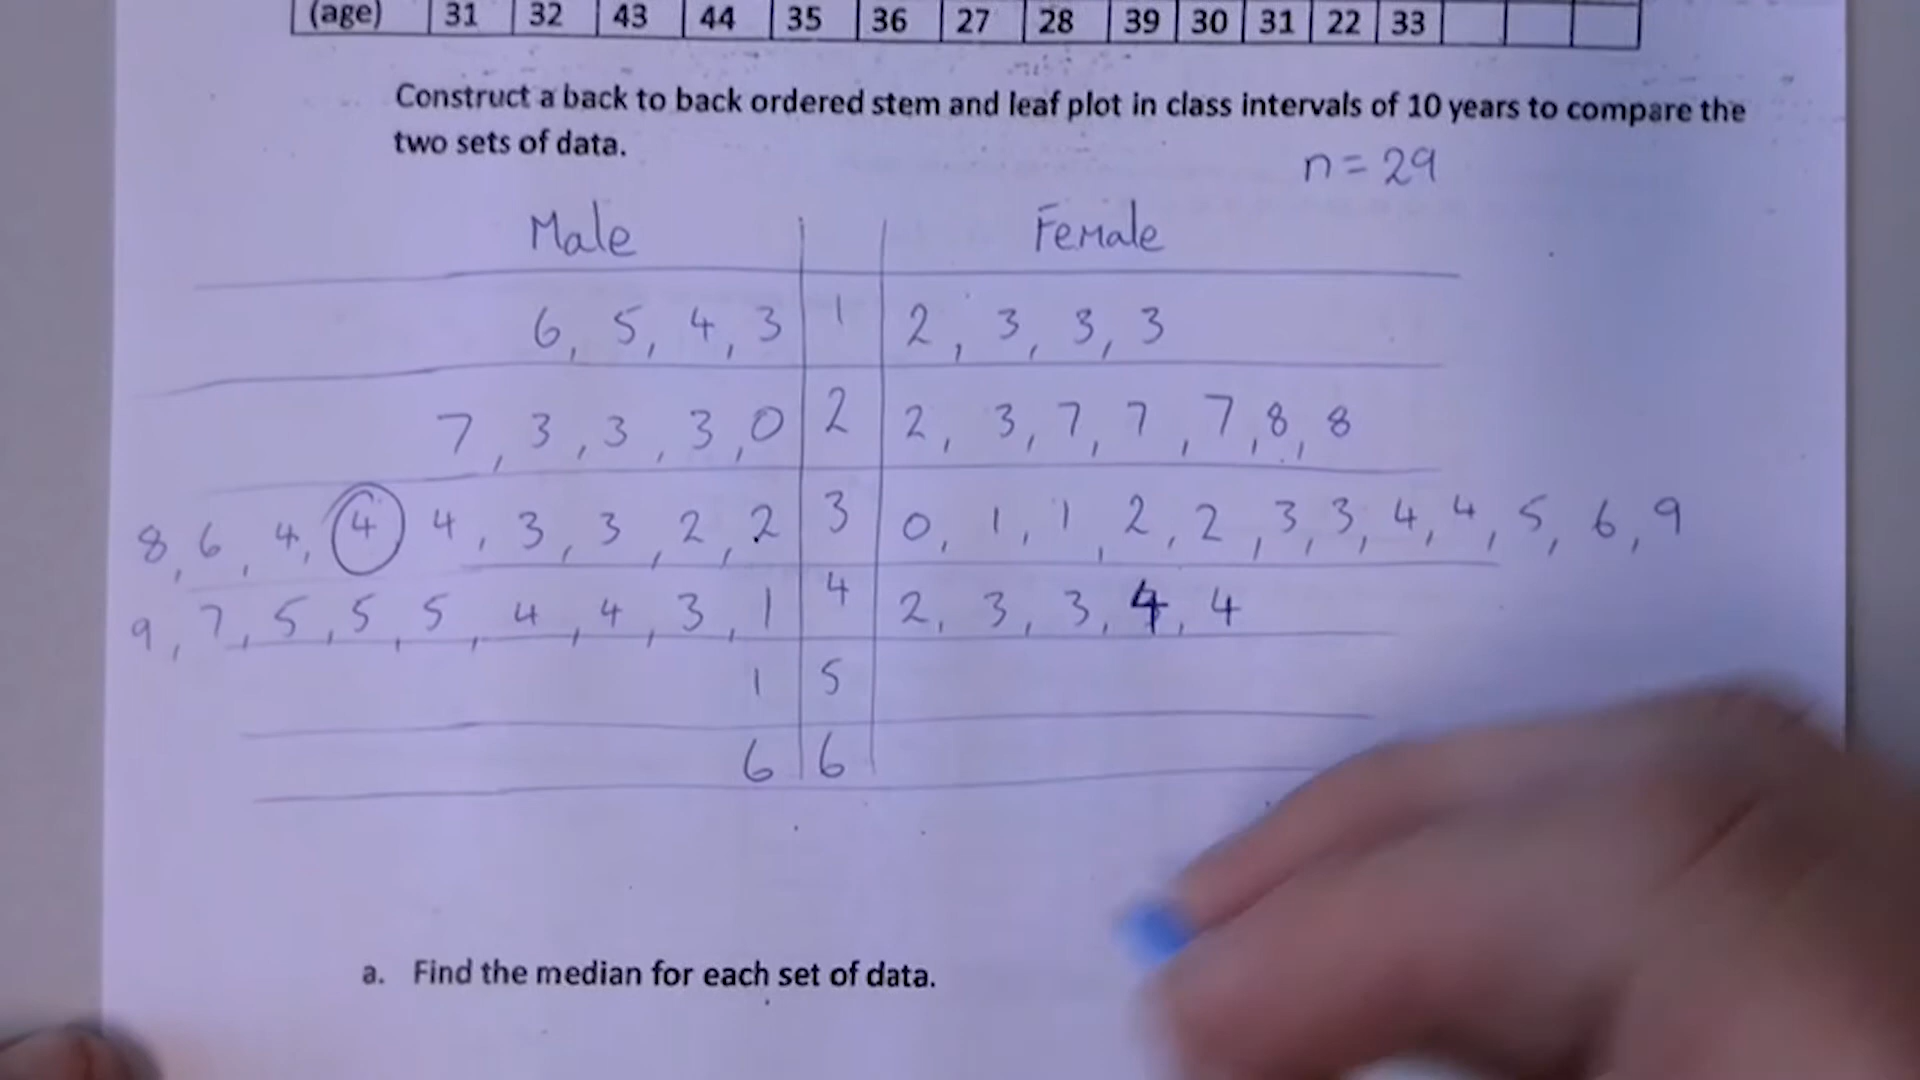 (age) 31 32 43 44 35 36 27 28 39 30 31 22 33
Construct a back to back ordered stem and leaf plot in class intervals of 10 years to compare the
two sets of data.
n = 29
Male Female
6, 5, 4, 3 1 2, 3, 3, 3
7, 3, 3, 3, 0 2 2, 3, 7, 7, 7, 8, 8
8, 6, 4, 4 4, 3, 3, 2, 2 3 0, 1, 1, 2, 2, 3, 3, 4, 4, 5, 6, 9
9, 7, 5, 5, 5, 4, 4, 3, 1 4 2, 3, 3, 4, 4
1 5
6 6
a. Find the median for each set of data.